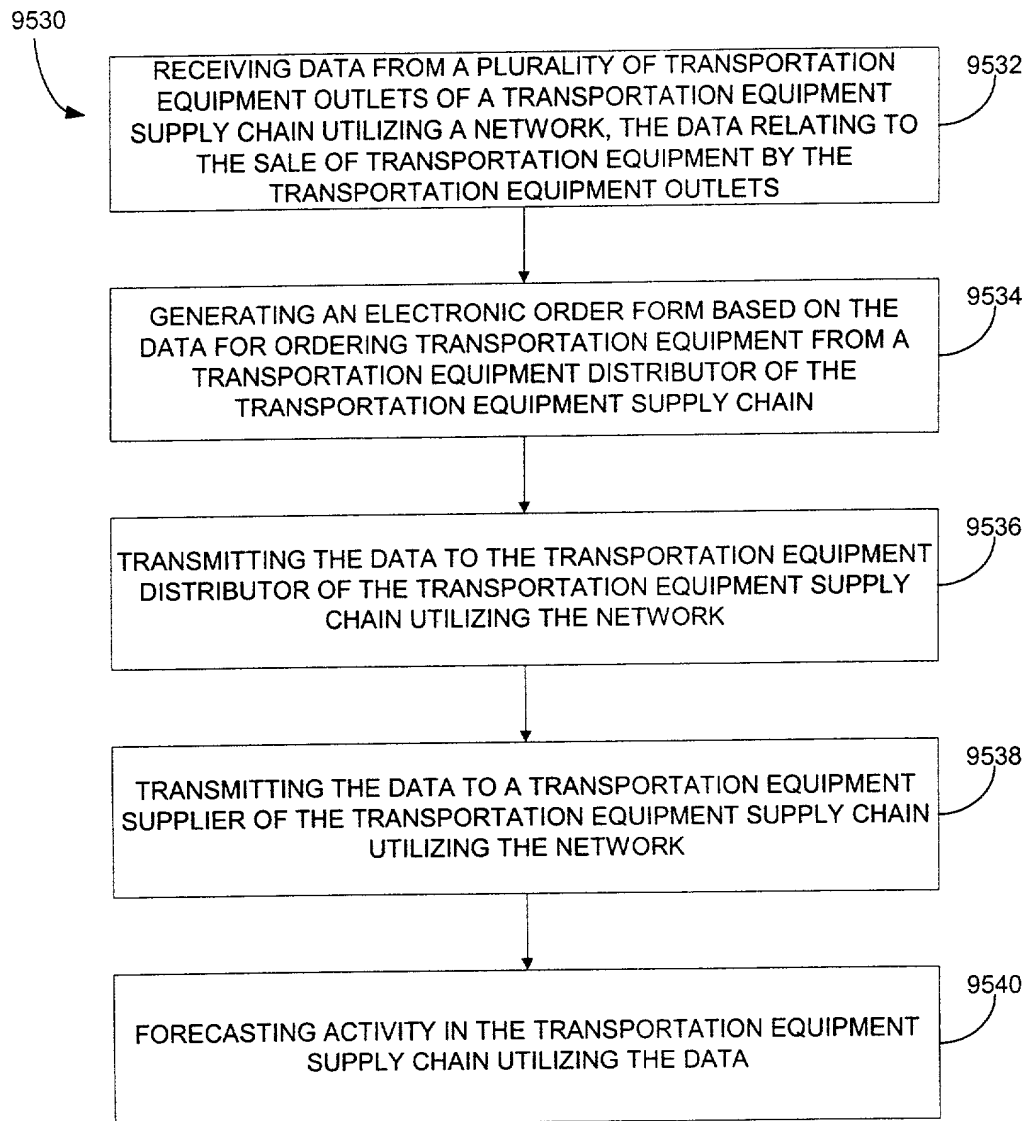 9530
RECEIVING DATA FROM A PLURALITY OF TRANSPORTATION
EQUIPMENT OUTLETS OF A TRANSPORTATION EQUIPMENT
SUPPLY CHAIN UTILIZING A NETWORK, THE DATA RELATING TO
THE SALE OF TRANSPORTATION EQUIPMENT BY THE
TRANSPORTATION EQUIPMENT OUTLETS
9532
GENERATING AN ELECTRONIC ORDER FORM BASED ON THE
DATA FOR ORDERING TRANSPORTATION EQUIPMENT FROM A
TRANSPORTATION EQUIPMENT DISTRIBUTOR OF THE
TRANSPORTATION EQUIPMENT SUPPLY CHAIN
9534
TRANSMITTING THE DATA TO THE TRANSPORTATION EQUIPMENT
DISTRIBUTOR OF THE TRANSPORTATION EQUIPMENT SUPPLY
CHAIN UTILIZING THE NETWORK
9536
TRANSMITTING THE DATA TO A TRANSPORTATION EQUIPMENT
SUPPLIER OF THE TRANSPORTATION EQUIPMENT SUPPLY CHAIN
UTILIZING THE NETWORK
9538
FORECASTING ACTIVITY IN THE TRANSPORTATION EQUIPMENT
SUPPLY CHAIN UTILIZING THE DATA
9540